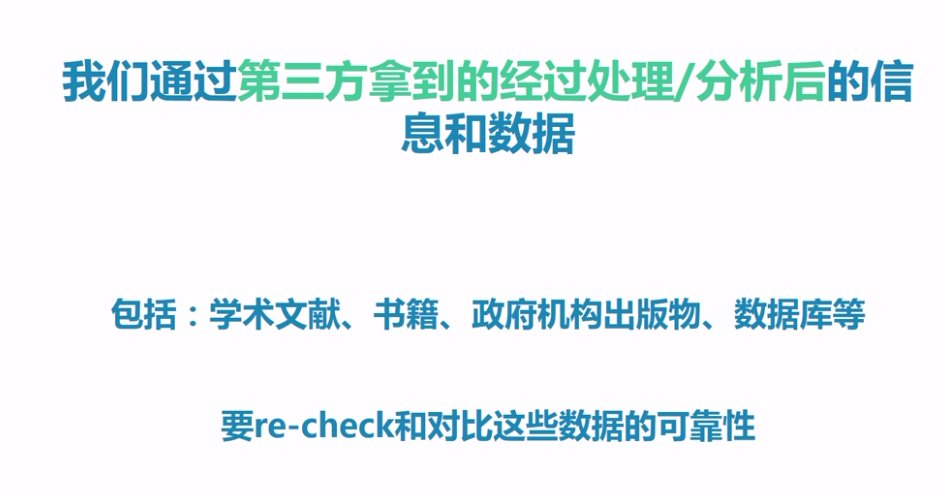 我们通过第三方拿到的经过处理/分析后的信
息和数据
包括：学术文献、书籍、政府机构出版物、数据库等
要re-check和对比这些数据的可靠性